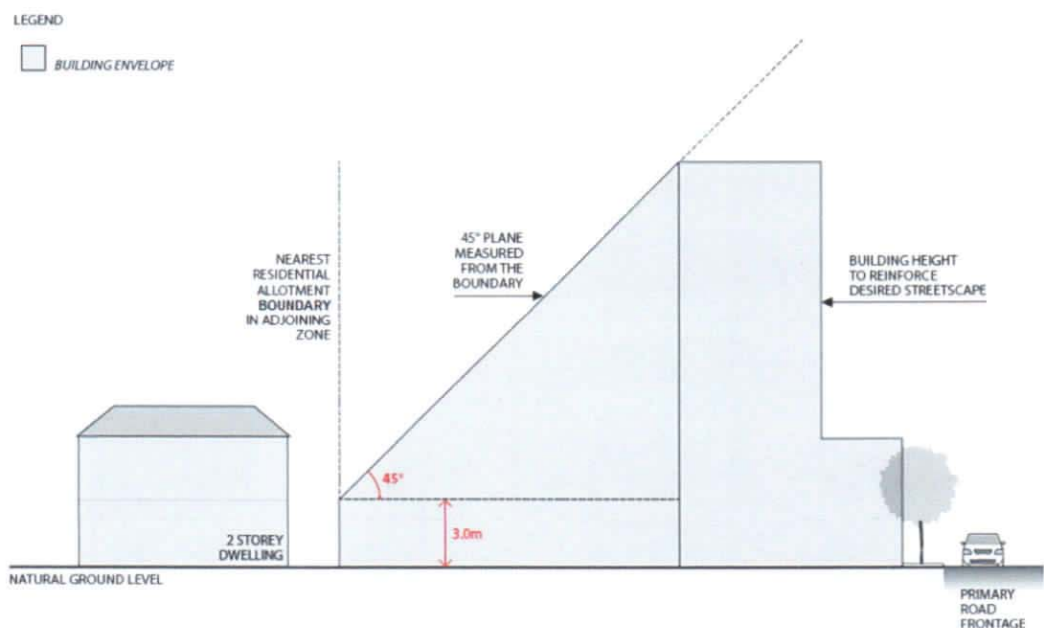 LEGEND
BUILDING ENVELOPE
NEAREST
RESIDENTIAL
ALLOTMENT
BOUNDARY
IN ADJOINING
ZONE
45° PLANE
MEASURED
FROM THE
BOUNDARY
BUILDING HEIGHT
TO REINFORCE
DESIRED STREETSCAPE
45°
3.0m
2 STOREY
DWELLING
NATURAL GROUND LEVEL
PRIMARY
ROAD
FRONTAGE